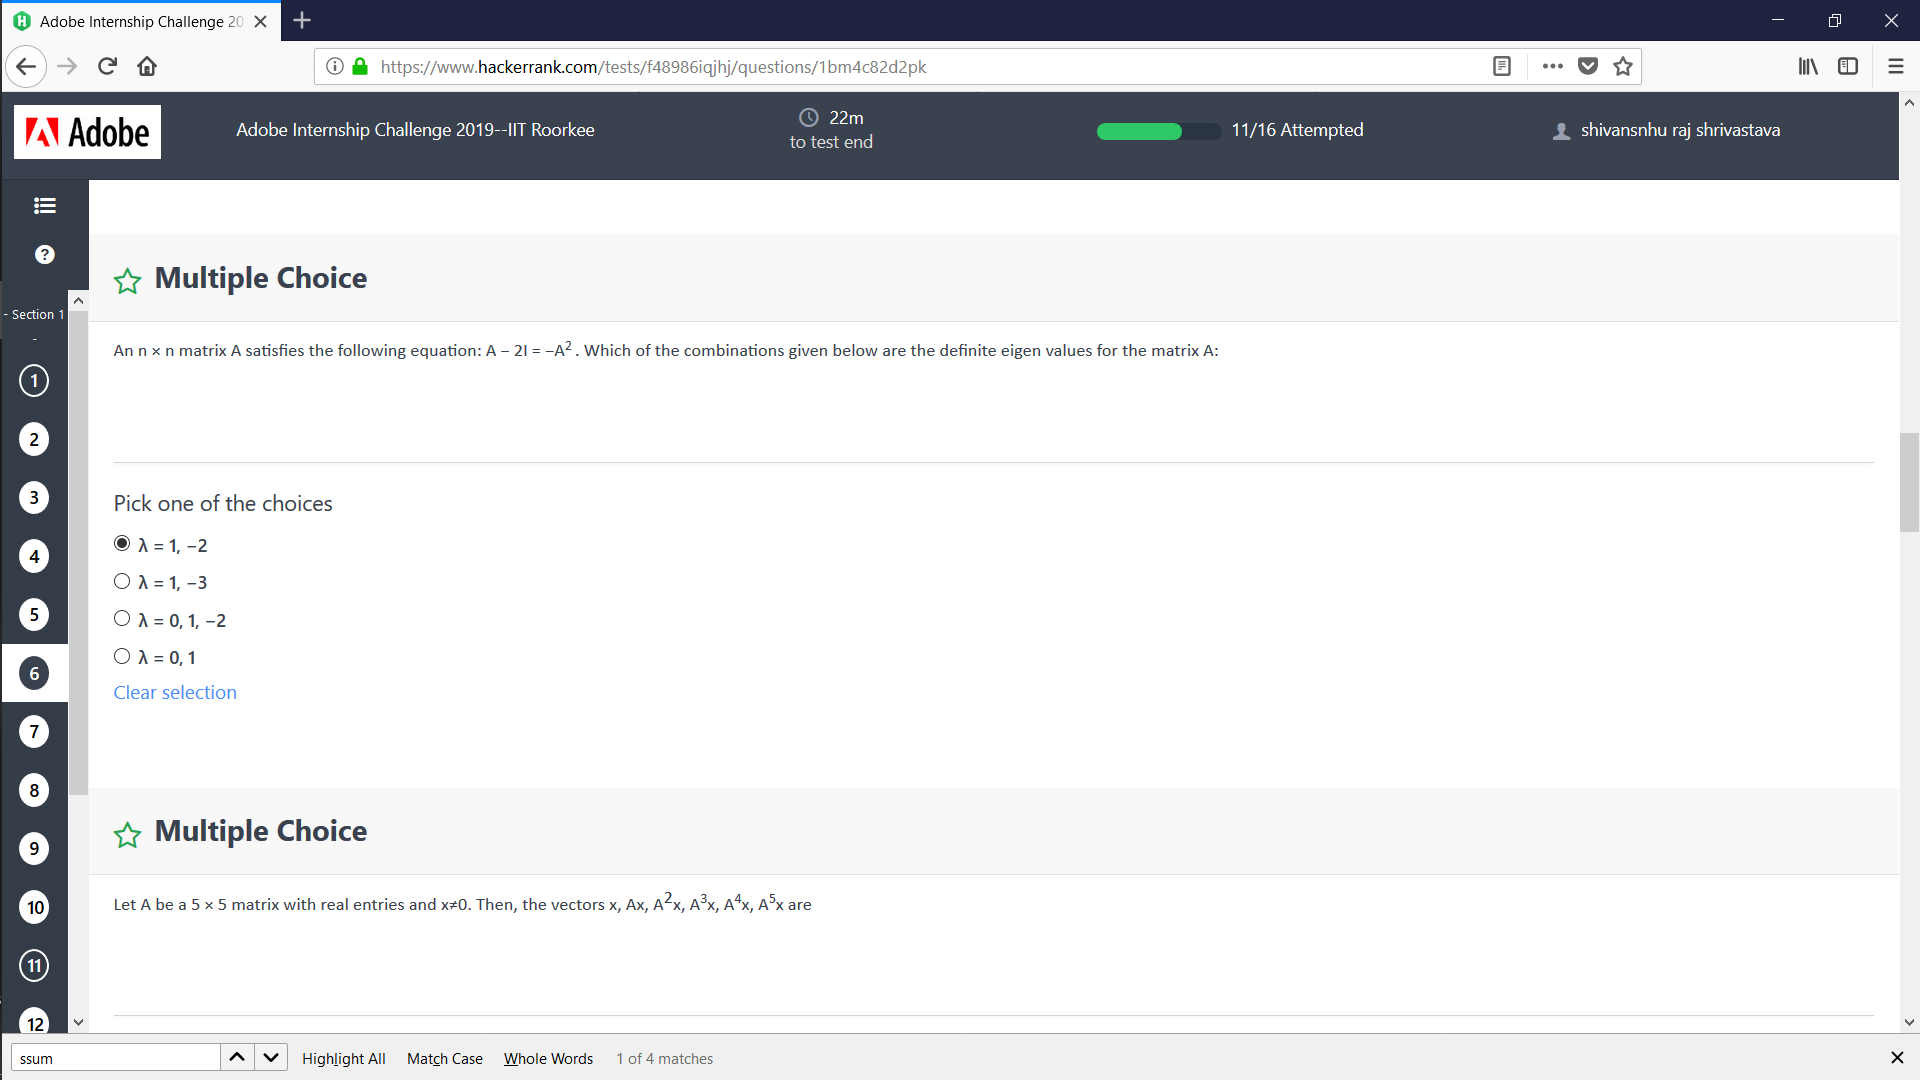 Adobe Internship Challenge 20
https://www.hackerrank.com/tests/f48986iqjhj/questions/1bm4c82d2pk
Adobe
Adobe Internship Challenge 2019--IIT Roorkee
22m
to test end
11/16 Attempted
shivansnhu raj shrivastava
?
- Section 1
-
1
2
3
4
5
6
7
8
9
10
11
12
Multiple Choice
An n × n matrix A satisfies the following equation: A – 2I = –A². Which of the combinations given below are the definite eigen values for the matrix A:
Pick one of the choices
λ = 1, –2
λ = 1, –3
λ = 0, 1, –2
λ = 0, 1
Clear selection
Multiple Choice
Let A be a 5 × 5 matrix with real entries and x≠0. Then, the vectors x, Ax, A²x, A³x, A⁴x, A⁵x are
ssum
Highlight All
Match Case
Whole Words
1 of 4 matches